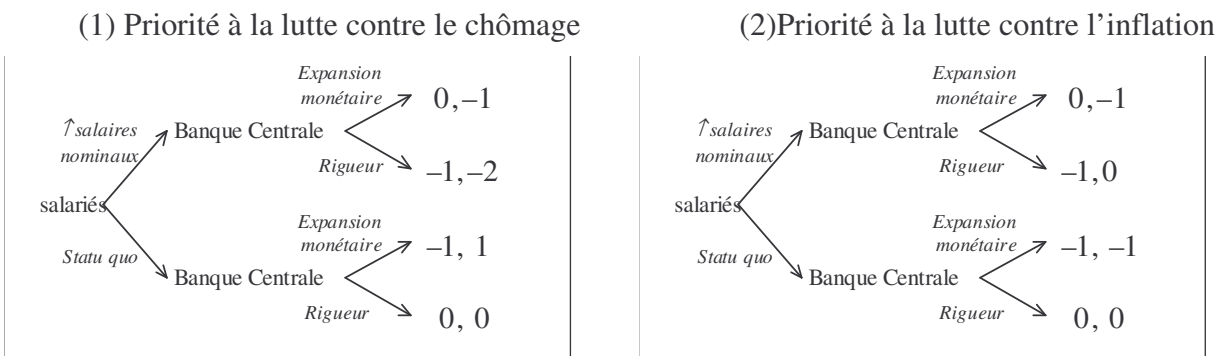 (1) Priorité à la lutte contre le chômage
Expansion
monétaire
0,–1
↑salaires
nominaux
Banque Centrale
Rigueur
–1,–2
salariés
Expansion
monétaire
–1, 1
Statu quo
Banque Centrale
Rigueur
0, 0
(2)Priorité à la lutte contre l’inflation
Expansion
monétaire
0,–1
↑salaires
nominaux
Banque Centrale
Rigueur
–1,0
salariés
Expansion
monétaire
–1, –1
Statu quo
Banque Centrale
Rigueur
0, 0